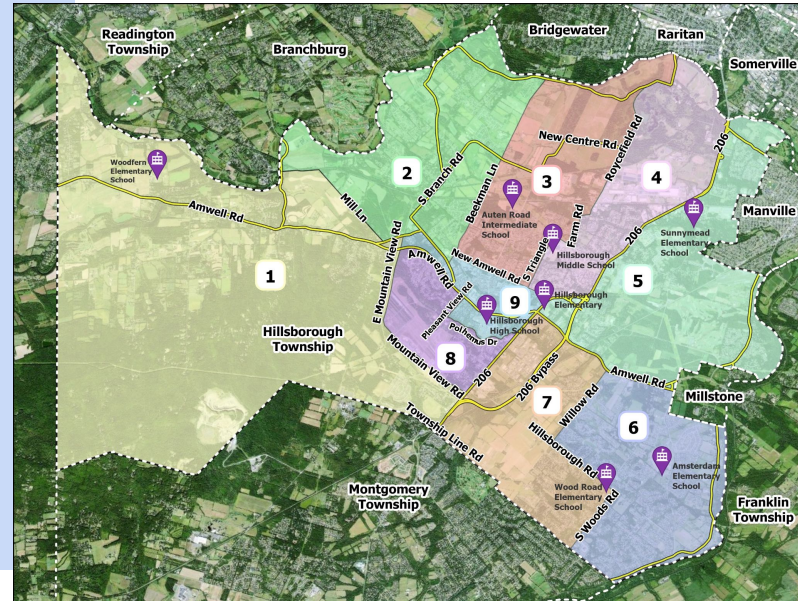 Readington
Township
Branchburg
Bridgewater
Raritan
Somerville
Woodfern
Elementary
School
2
S Branch Rd
Beekman Ln
New Centre Rd
3
Roycefield Rd
4
206
Mill Ln
Amwell Rd
Auten Road
Intermediate
School
S Triangle
Farm Rd
Hillsborough
Middle School
206
Sunnymead
Elementary
School
Manville
1
E Mountain View Rd
Amwell Rd
New Amwell Rd
5
Pleasant View Rd
9
Hillsborough
Elementary
Hillsborough
High School
Polhemus Dr
Hillsborough
Township
8
Mountain View Rd
206
206 Bypass
Amwell Rd
Millstone
7
Willow Rd
6
Township Line Rd
Hillsborough Rd
Wood Road
Elementary
School
Amsterdam
Elementary
School
S Woods Rd
Montgomery
Township
Franklin
Township